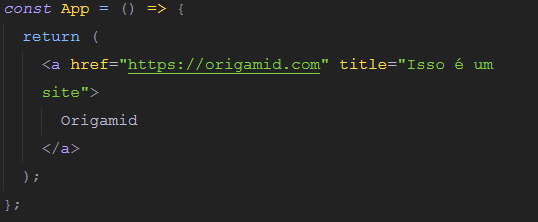 const App = () => {
return (
<a href="https://origamid.com" title="Isso é um
site">
Origamid
</a>
);
};